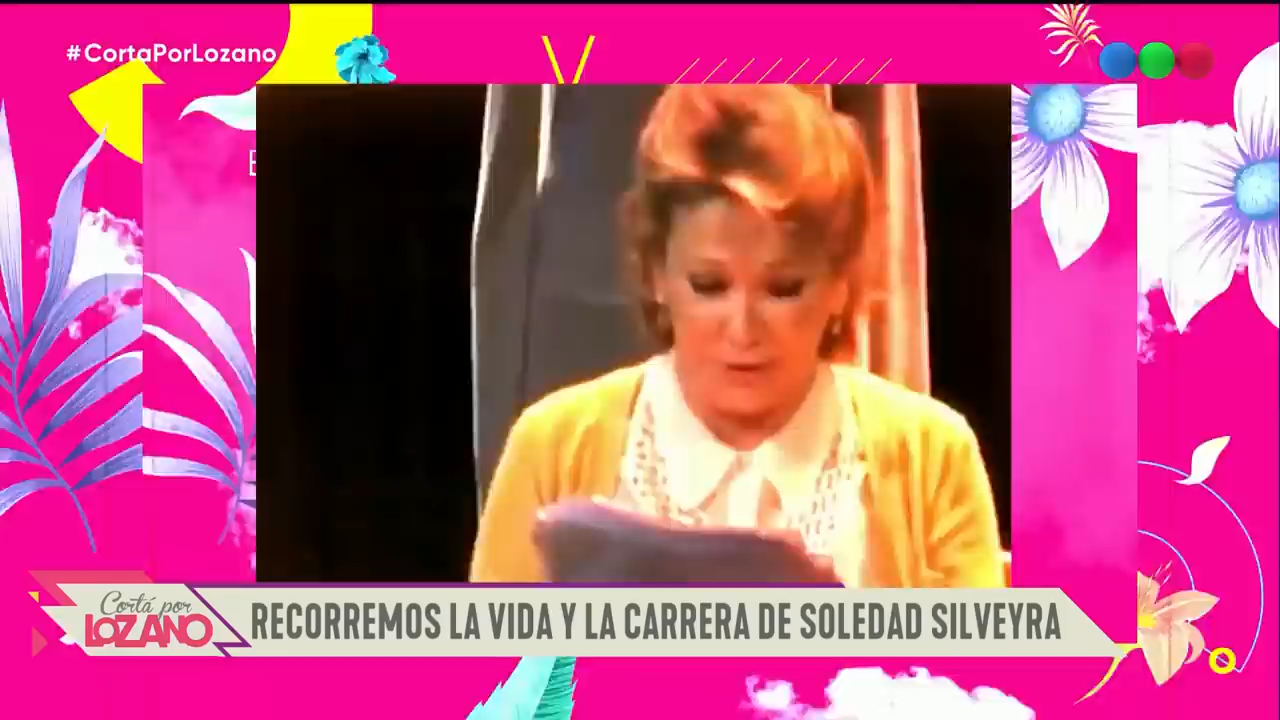 #CortaPorLozano
E
Cortá por
LOZANO
RECORREMOS LA VIDA Y LA CARRERA DE SOLEDAD SILVEYRA